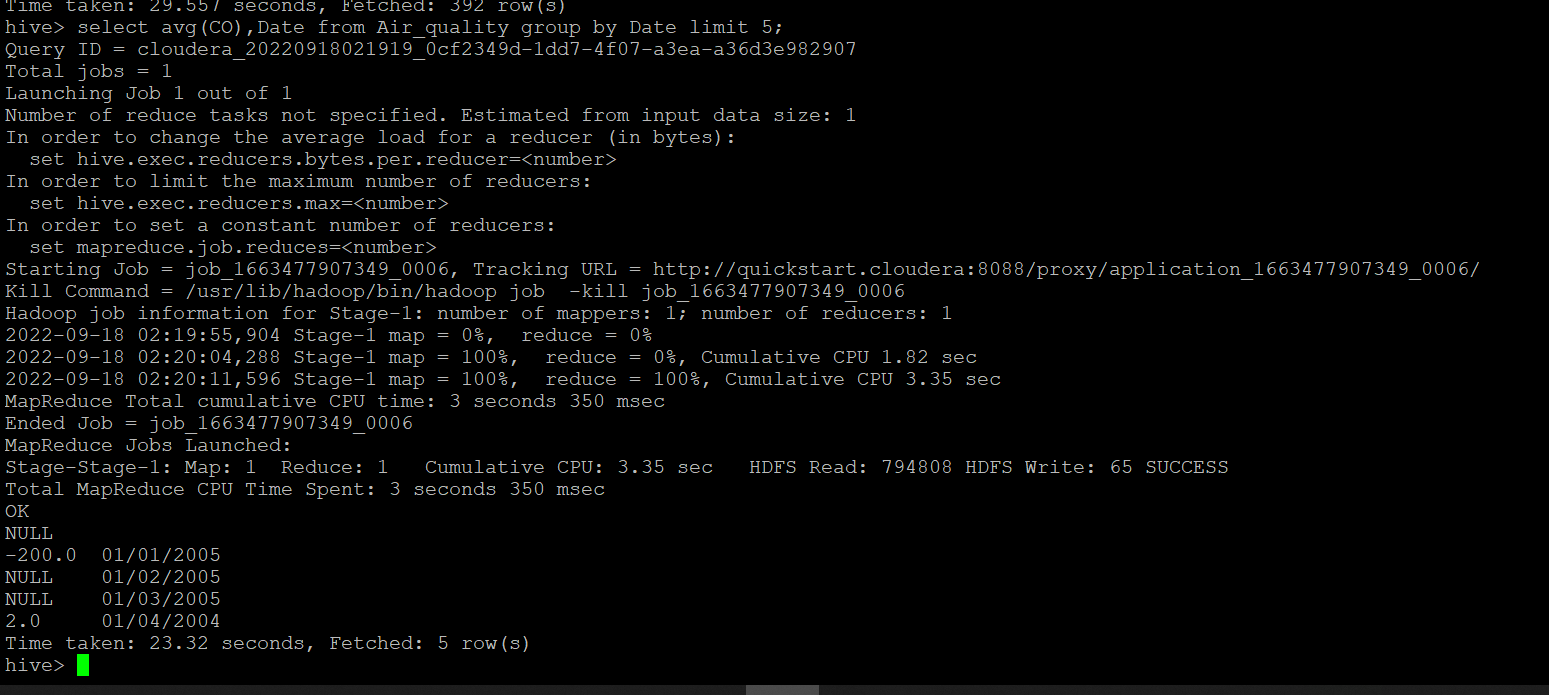 Time taken: 29.557 seconds, Fetched: 392 row(s)
hive> select avg(CO),Date from Air_quality group by Date limit 5;
Query ID = cloudera_20220918021919_0cf2349d-1dd7-4f07-a3ea-a36d3e982907
Total jobs = 1
Launching Job 1 out of 1
Number of reduce tasks not specified. Estimated from input data size: 1
In order to change the average load for a reducer (in bytes):
  set hive.exec.reducers.bytes.per.reducer=<number>
In order to limit the maximum number of reducers:
  set hive.exec.reducers.max=<number>
In order to set a constant number of reducers:
  set mapreduce.job.reduces=<number>
Starting Job = job_1663477907349_0006, Tracking URL = http://quickstart.cloudera:8088/proxy/application_1663477907349_0006/
Kill Command = /usr/lib/hadoop/bin/hadoop job  -kill job_1663477907349_0006
Hadoop job information for Stage-1: number of mappers: 1; number of reducers: 1
2022-09-18 02:19:55,904 Stage-1 map = 0%,  reduce = 0%
2022-09-18 02:20:04,288 Stage-1 map = 100%,  reduce = 0%, Cumulative CPU 1.82 sec
2022-09-18 02:20:11,596 Stage-1 map = 100%,  reduce = 100%, Cumulative CPU 3.35 sec
MapReduce Total cumulative CPU time: 3 seconds 350 msec
Ended Job = job_1663477907349_0006
MapReduce Jobs Launched:
Stage-Stage-1: Map: 1  Reduce: 1   Cumulative CPU: 3.35 sec   HDFS Read: 794808 HDFS Write: 65 SUCCESS
Total MapReduce CPU Time Spent: 3 seconds 350 msec
OK
NULL
-200.0  01/01/2005
NULL    01/02/2005
NULL    01/03/2005
2.0     01/04/2004
Time taken: 23.32 seconds, Fetched: 5 row(s)
hive>